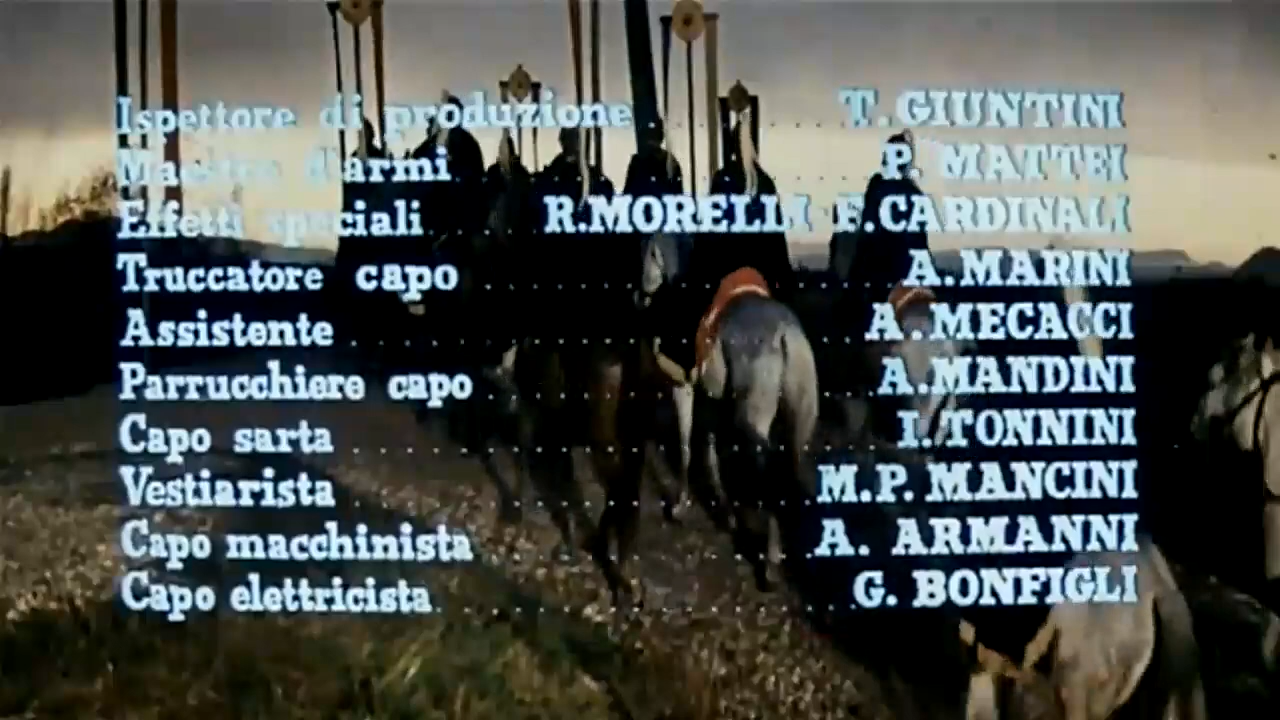 Ispettore di produzione . . . . . . . . T.GIUNTINI
Maestro d'armi . . . . . . . . . . . . . P. MATTEI
Effetti speciali . . . . . R.MORELLI F.CARDINALI
Truccatore capo . . . . . . . . . . . . . A.MARINI
Assistente . . . . . . . . . . . . . . . . A.MECACCI
Parrucchiere capo . . . . . . . . . . . . A.MANDINI
Capo sarta . . . . . . . . . . . . . . . . I.TONNINI
Vestiarista . . . . . . . . . . . . . M.P. MANCINI
Capo macchinista . . . . . . . . . . . A. ARMANNI
Capo elettricista . . . . . . . . . . . . G. BONFIGLI